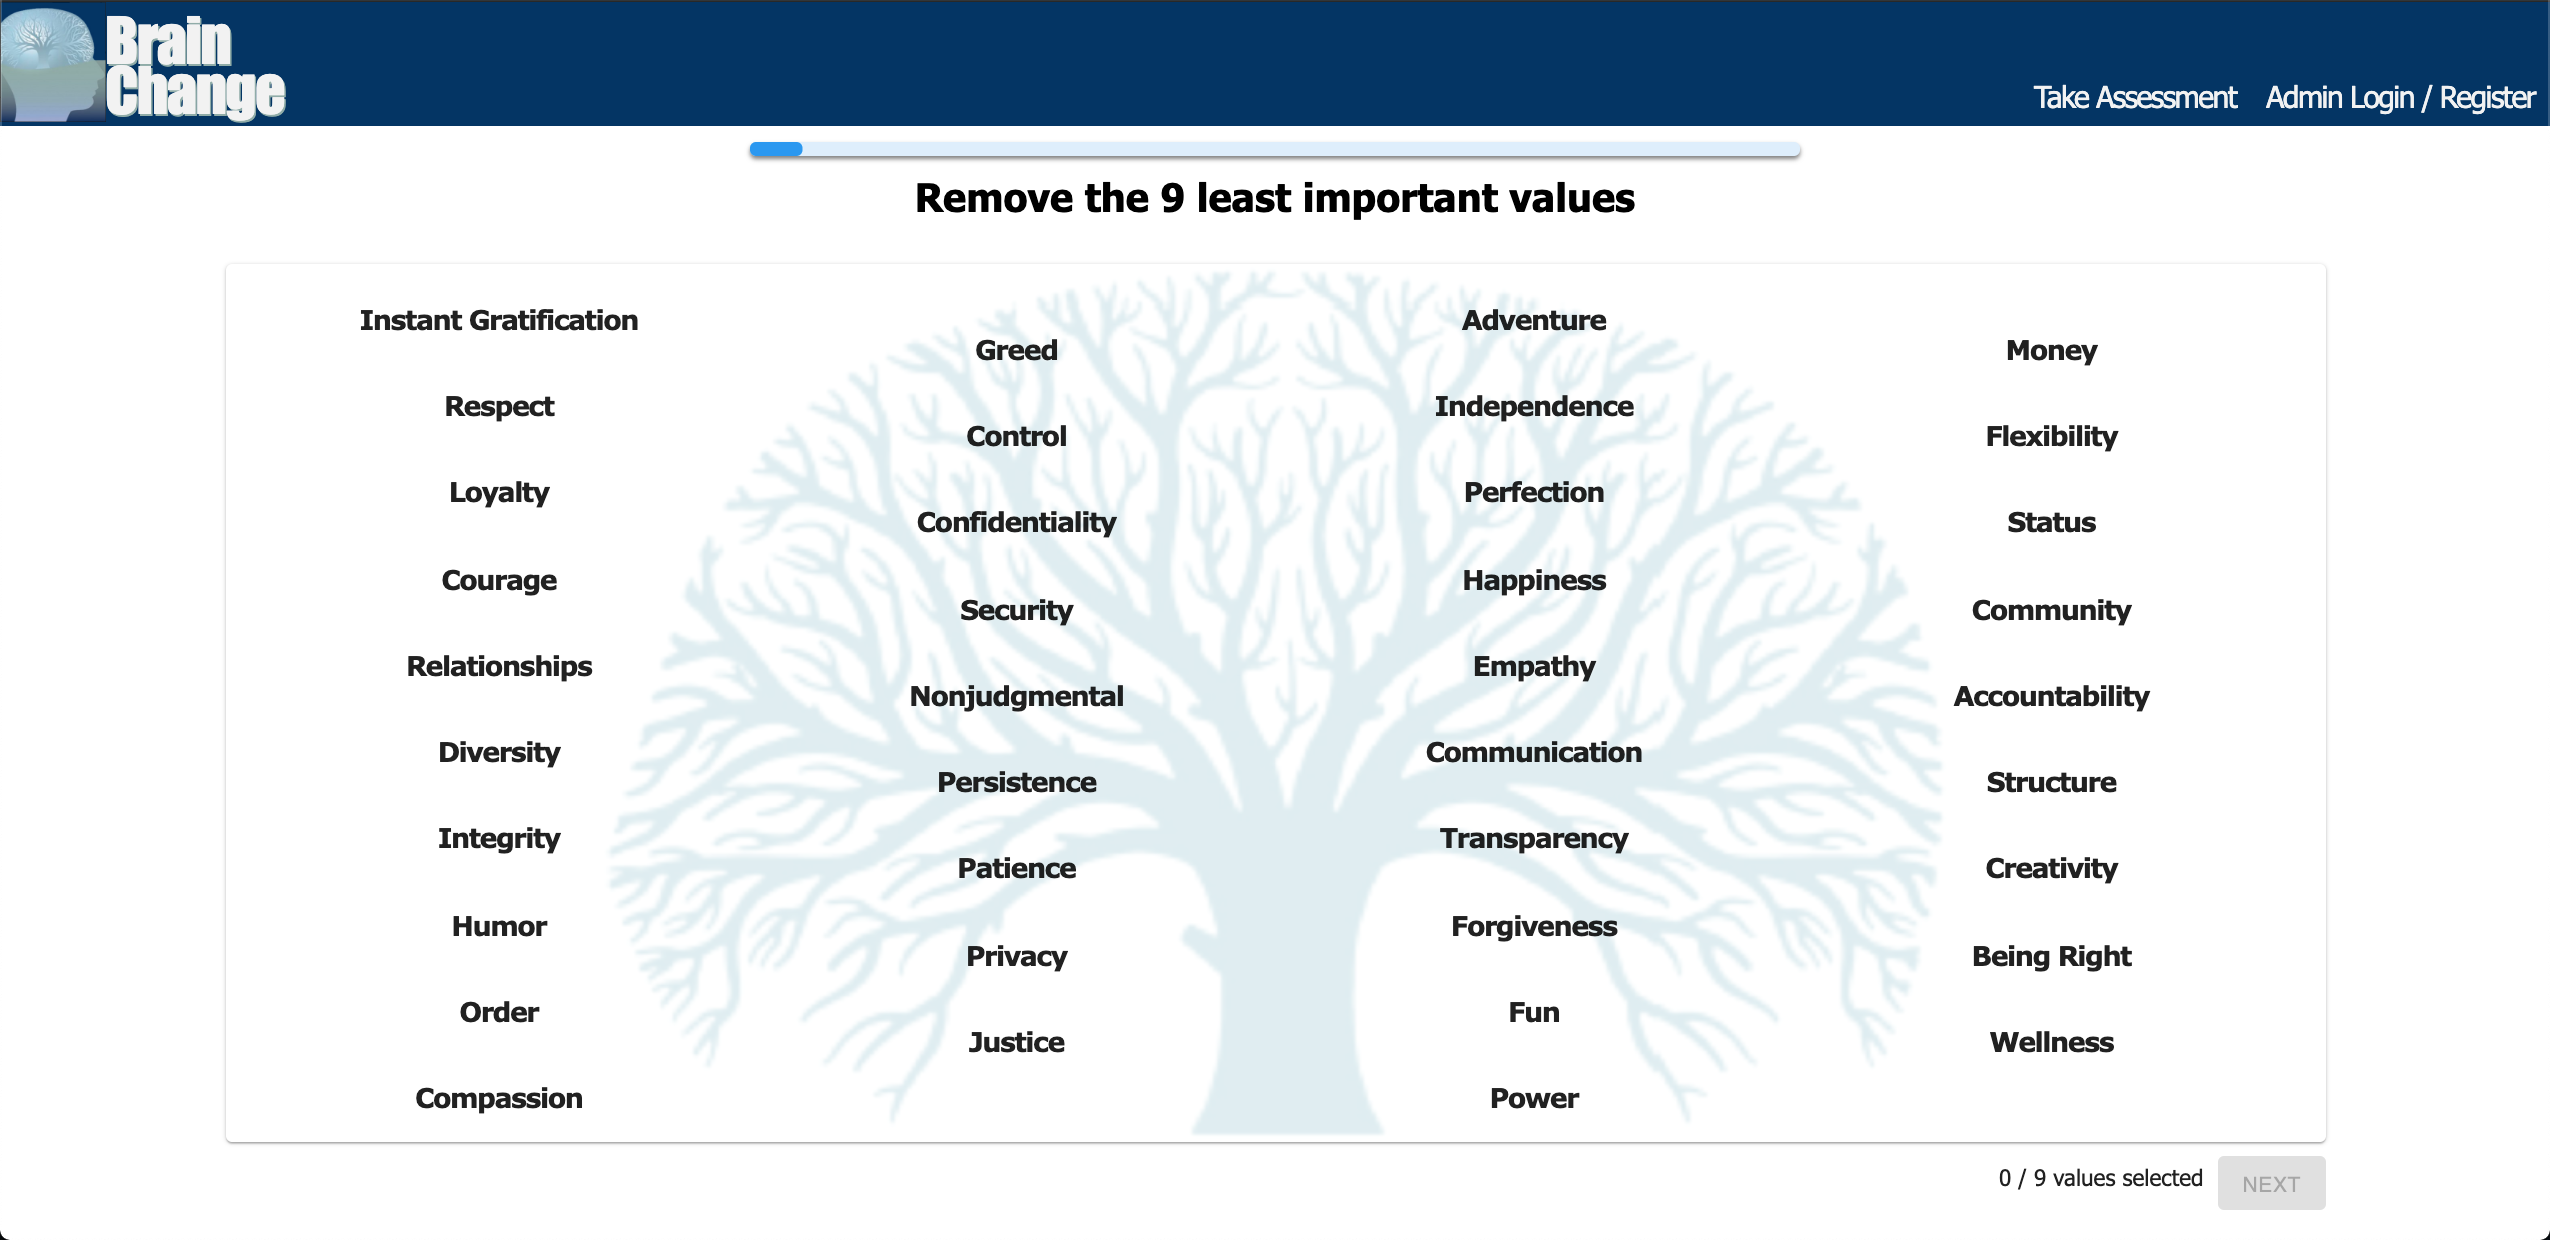 Brain
Change
Take Assessment
Admin Login / Register
Remove the 9 least important values
Instant Gratification
Respect
Loyalty
Courage
Relationships
Diversity
Integrity
Humor
Order
Compassion
Greed
Control
Confidentiality
Security
Nonjudgmental
Persistence
Patience
Privacy
Justice
Adventure
Independence
Perfection
Happiness
Empathy
Communication
Transparency
Forgiveness
Fun
Power
Money
Flexibility
Status
Community
Accountability
Structure
Creativity
Being Right
Wellness
0 / 9 values selected
NEXT